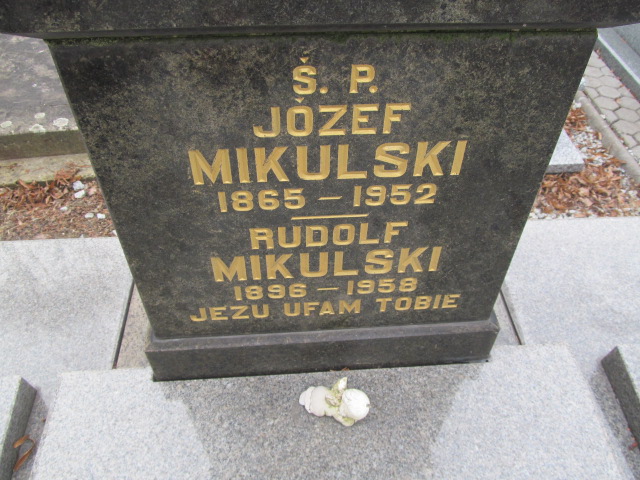 Š. P.
JÓZEF
MIKULSKI
1865 – 1952
RUDOLF
MIKULSKI
1896 – 1958
JEZU UFAM TOBIE